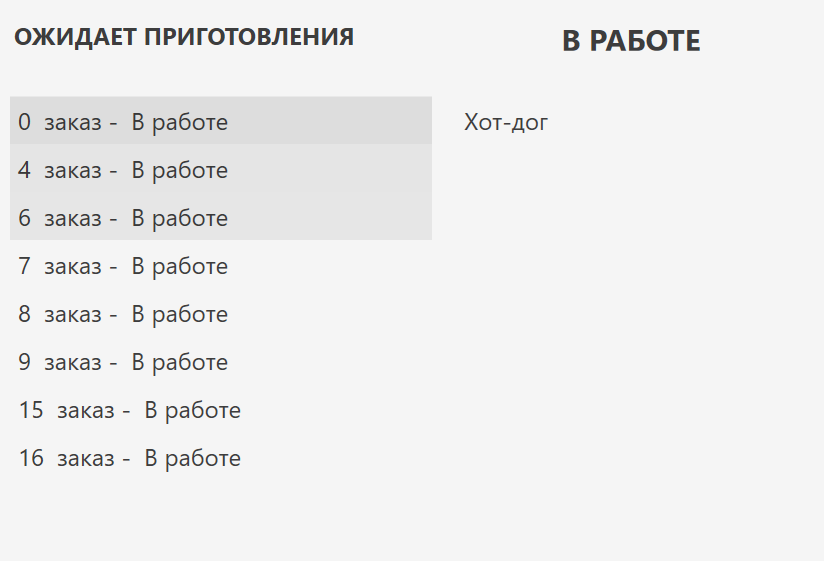 ОЖИДАЕТ ПРИГОТОВЛЕНИЯ
В РАБОТЕ
0 заказ - В работе
Хот-дог
4 заказ - В работе
6 заказ - В работе
7 заказ - В работе
8 заказ - В работе
9 заказ - В работе
15 заказ - В работе
16 заказ - В работе